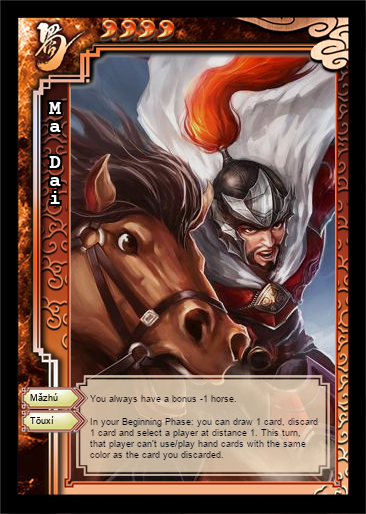 蜀
Ma Dai
Mǎzhú
You always have a bonus -1 horse.
Tōuxí
In your Beginning Phase: you can draw 1 card, discard
1 card and select a player at distance 1. This turn,
that player can't use/play hand cards with the same
color as the card you discarded.